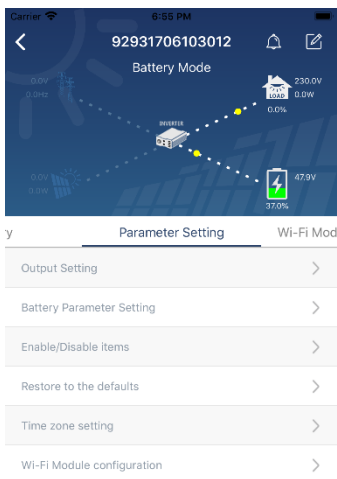 Carrier 6:55 PM
92931706103012
Battery Mode
0.0V
0.0Hz
230.0V
LOAD 0.0W
0.0%
INVERTER
0.0V
0.0W
47.9V
37.0%
y Parameter Setting Wi-Fi Mod
Output Setting
Battery Parameter Setting
Enable/Disable items
Restore to the defaults
Time zone setting
Wi-Fi Module configuration